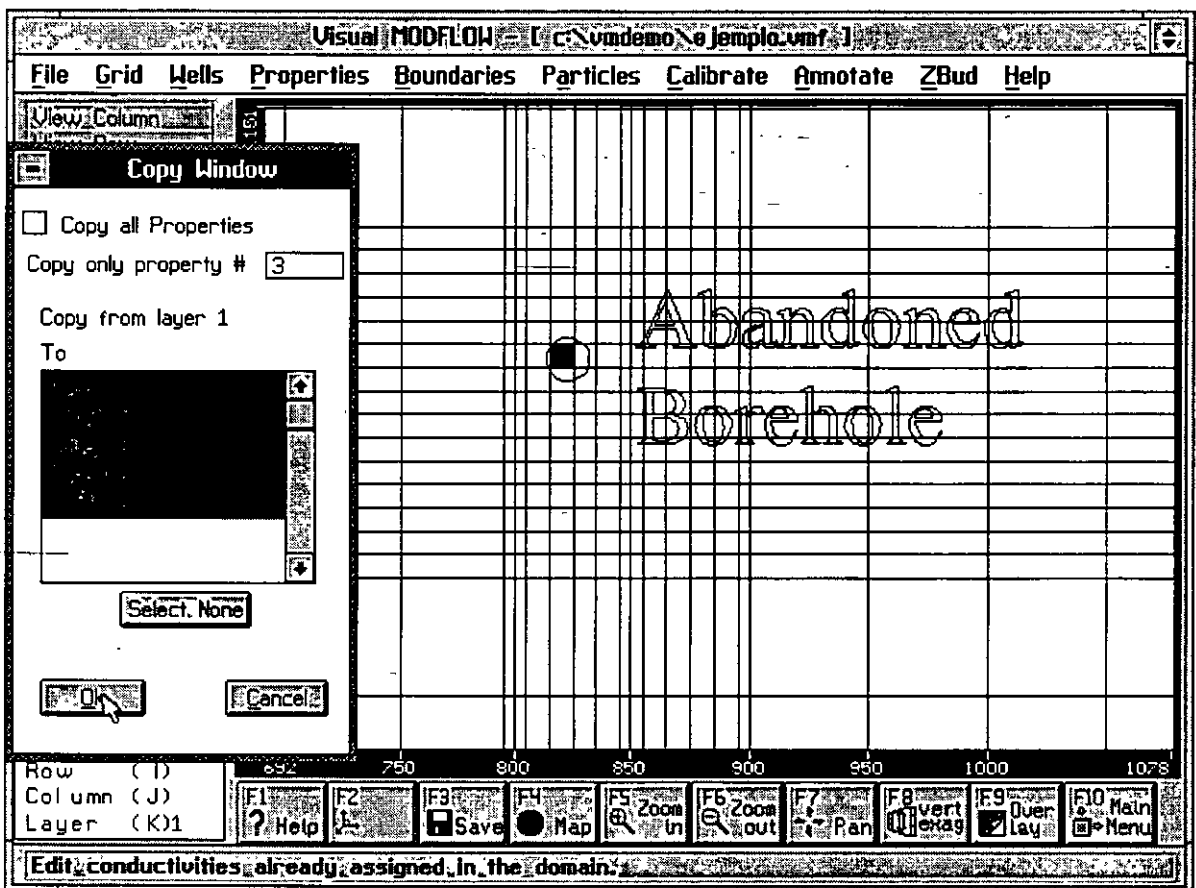 Visual MODFLOW - [ c:\vmdemo\ejemplo.vmf ]
File Grid Wells Properties Boundaries Particles Calibrate Annotate ZBud Help
View Column
Copy Window
Copy all Properties
Copy only property # 3
Copy from layer 1
To
Select None
Cancel
Abandoned
Borehole
692 750 800 850 900 950 1000 1078
Row (I)
Column (J)
Layer (K)1
F1 ? Help
F2
F3 Save
F4 Map
F5 Zoom in
F6 Zoom out
F7 Pan
F8 vert exag
F9 Over lay
F10 Main Menu
Edit conductivities already assigned in the domain.